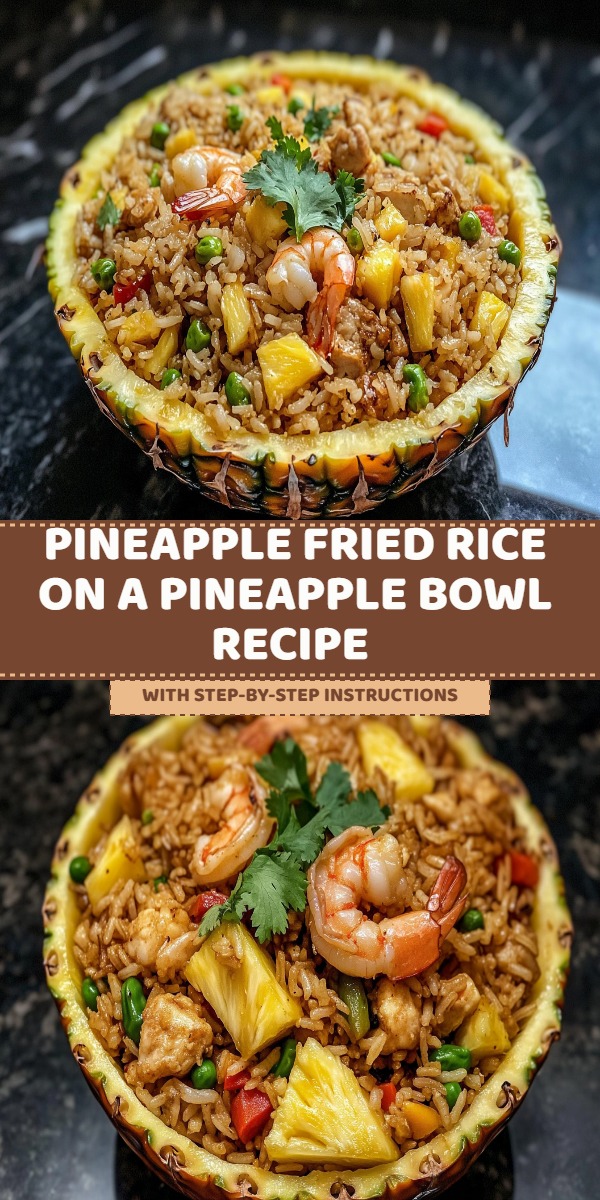 PINEAPPLE FRIED RICE
ON A PINEAPPLE BOWL
RECIPE
WITH STEP-BY-STEP INSTRUCTIONS